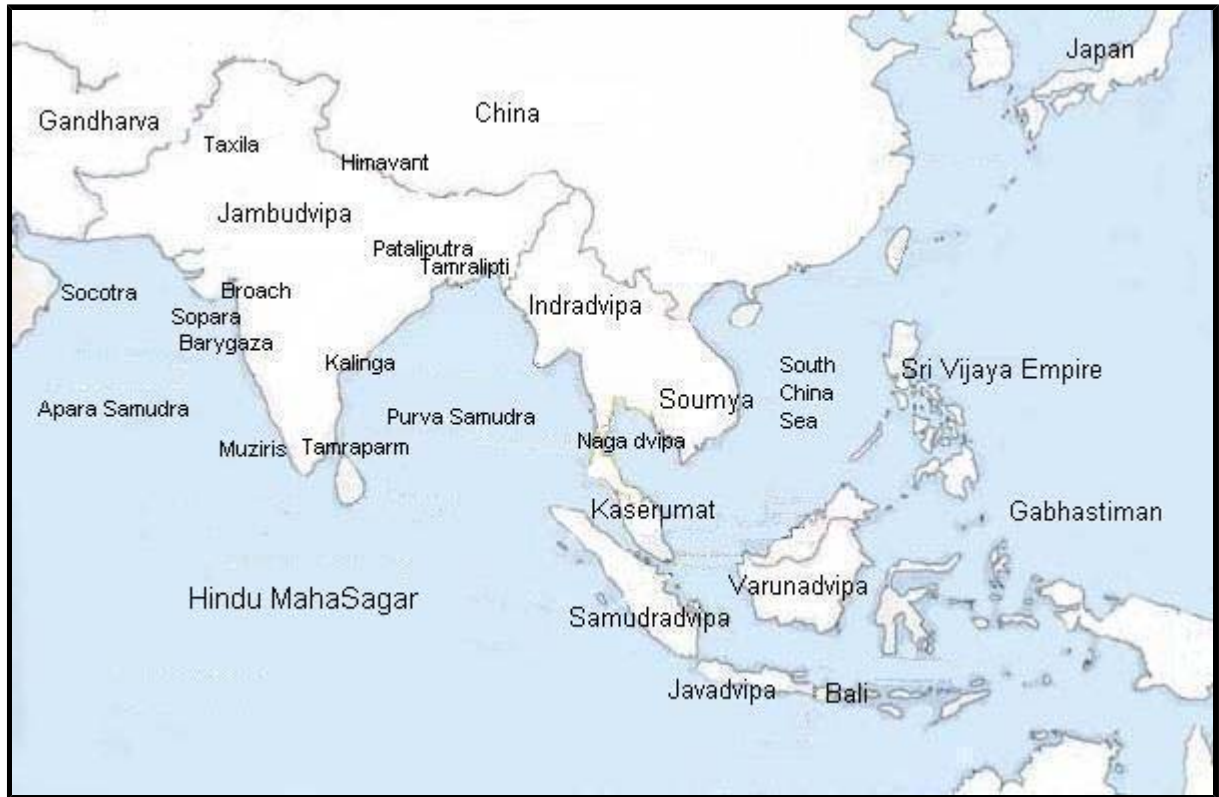 Japan
China
Gandharva
Taxila
Himavant
Jambudvipa
Pataliputra
Tamralipti
Socotra
Broach
Indradvipa
Sopara
Barygaza
Kalinga
South
China
Sea
Sri Vijaya Empire
Soumya
Apara Samudra
Purva Samudra
Muziris
Tamraparm
Naga dvipa
Kaserumat
Gabhastiman
Varunadvipa
Hindu MahaSagar
Samudradvipa
Javadvipa
Bali